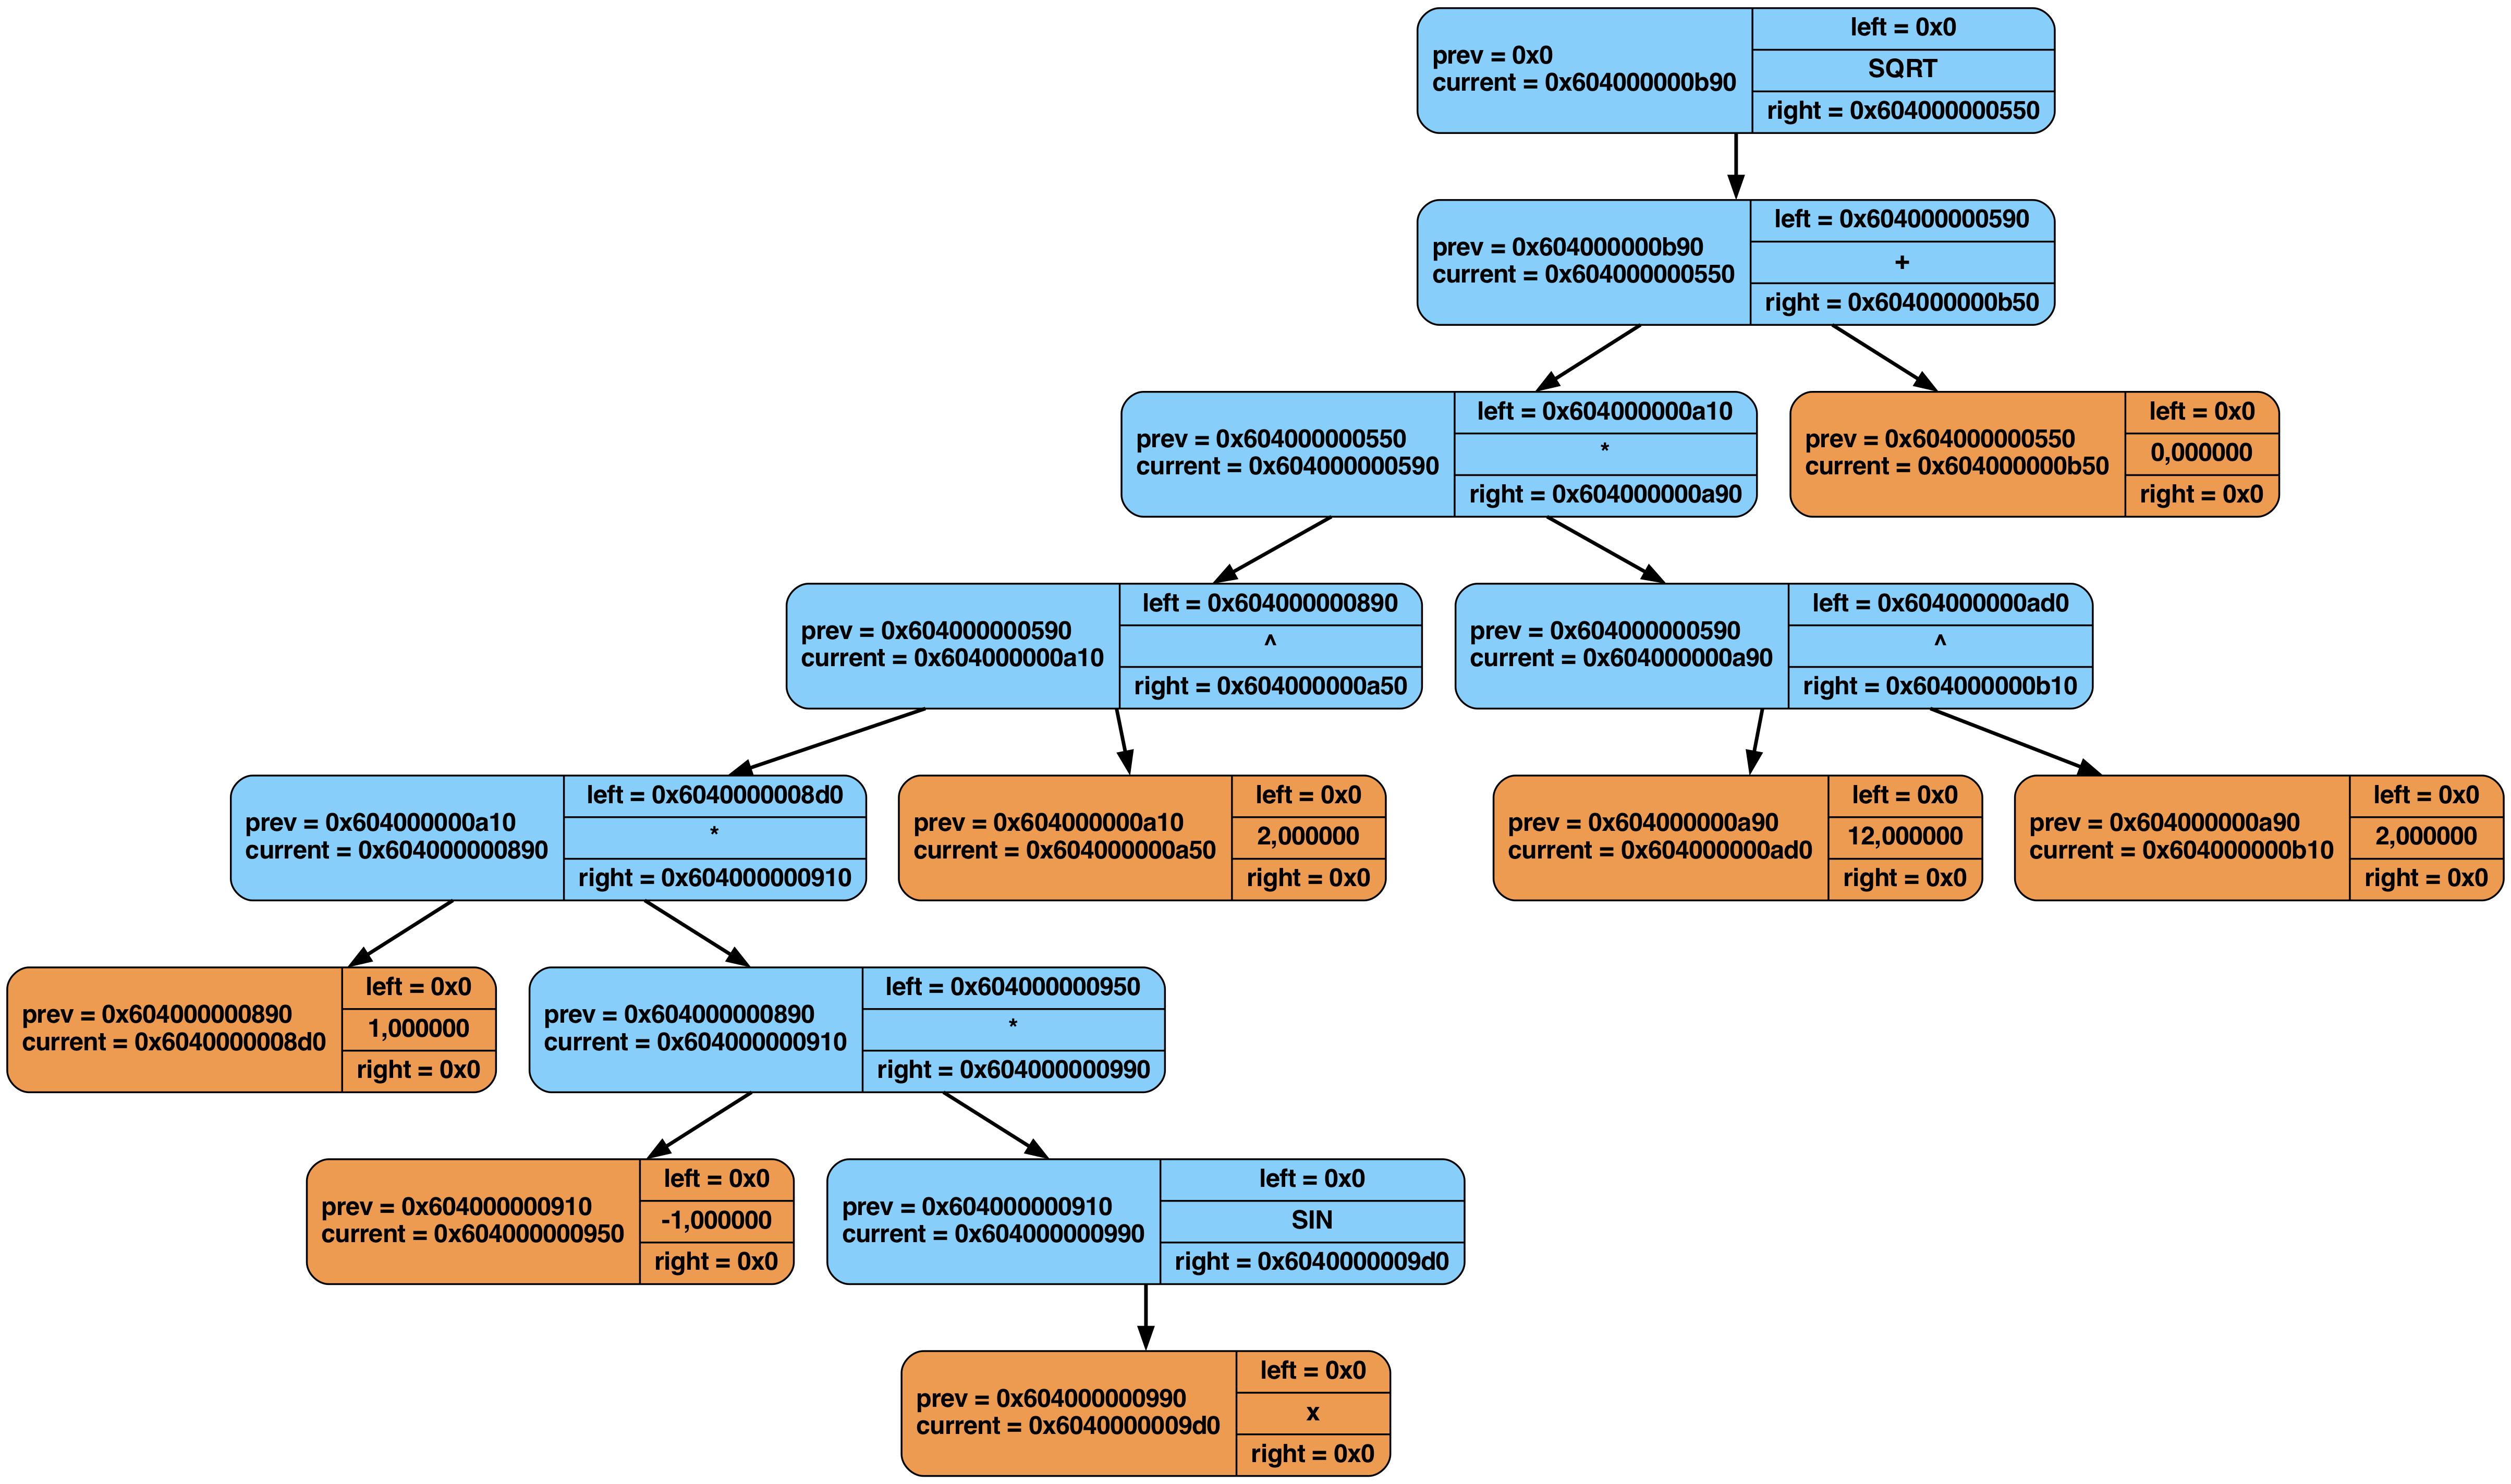 prev = 0x0
current = 0x604000000b90
left = 0x0
SQRT
right = 0x604000000550
prev = 0x604000000b90
current = 0x604000000550
left = 0x604000000590
+
right = 0x604000000b50
prev = 0x604000000550
current = 0x604000000590
left = 0x604000000a10
*
right = 0x604000000a90
prev = 0x604000000550
current = 0x604000000b50
left = 0x0
0,000000
right = 0x0
prev = 0x604000000590
current = 0x604000000a10
left = 0x604000000890
^
right = 0x604000000a50
prev = 0x604000000590
current = 0x604000000a90
left = 0x604000000ad0
^
right = 0x604000000b10
prev = 0x604000000a10
current = 0x604000000890
left = 0x6040000008d0
*
right = 0x604000000910
prev = 0x604000000a10
current = 0x604000000a50
left = 0x0
2,000000
right = 0x0
prev = 0x604000000a90
current = 0x604000000ad0
left = 0x0
12,000000
right = 0x0
prev = 0x604000000a90
current = 0x604000000b10
left = 0x0
2,000000
right = 0x0
prev = 0x604000000890
current = 0x6040000008d0
left = 0x0
1,000000
right = 0x0
prev = 0x604000000890
current = 0x604000000910
left = 0x604000000950
*
right = 0x604000000990
prev = 0x604000000910
current = 0x604000000950
left = 0x0
-1,000000
right = 0x0
prev = 0x604000000910
current = 0x604000000990
left = 0x0
SIN
right = 0x6040000009d0
prev = 0x604000000990
current = 0x6040000009d0
left = 0x0
x
right = 0x0